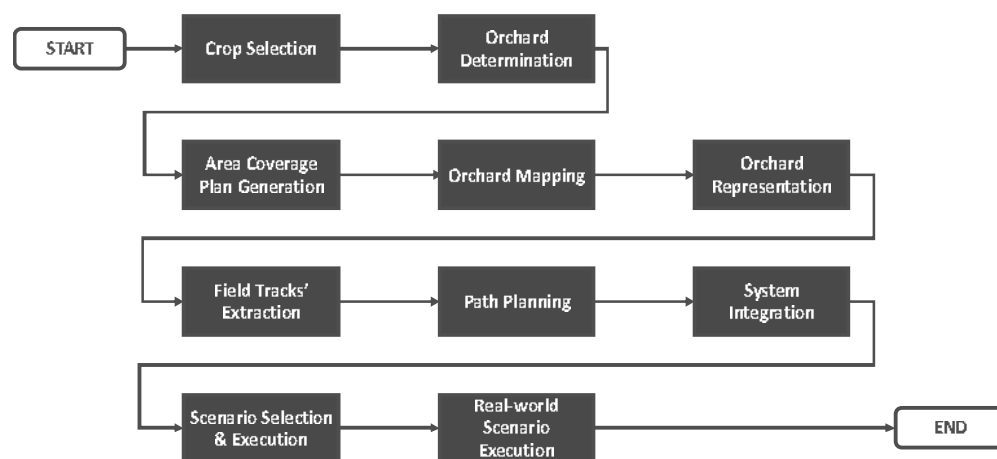 START
Crop Selection
Orchard
Determination
Area Coverage
Plan Generation
Orchard Mapping
Orchard
Representation
Field Tracks’
Extraction
Path Planning
System
Integration
Scenario Selection
& Execution
Real-world
Scenario
Execution
END